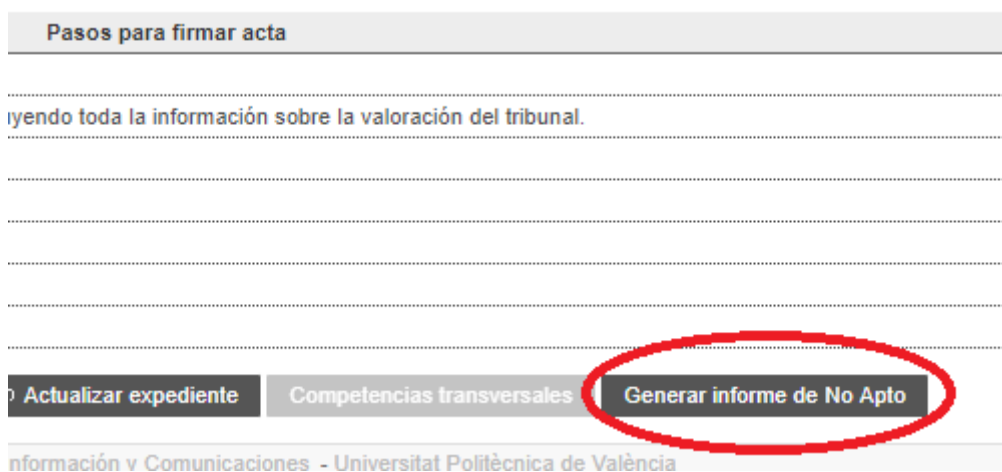 Pasos para firmar acta
yendo toda la información sobre la valoración del tribunal.
Actualizar expediente Competencias transversales Generar informe de No Apto
nformación y Comunicaciones - Universitat Politècnica de València